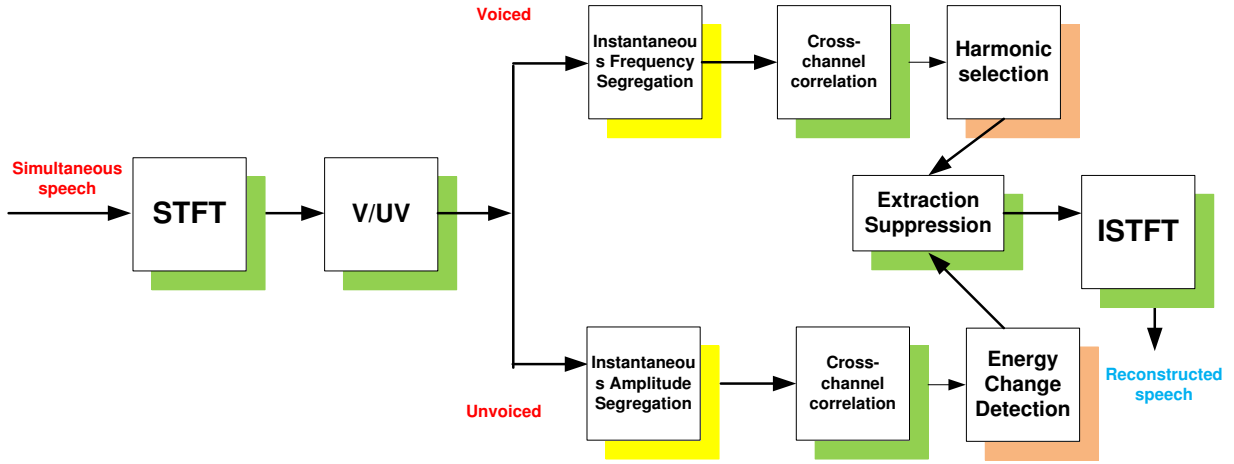 Voiced
Instantaneou
s Frequency
Segregation
Cross-
channel
correlation
Harmonic
selection
Simultaneous
speech
STFT
V/UV
Extraction
Suppression
ISTFT
Unvoiced
Instantaneou
s Amplitude
Segregation
Cross-
channel
correlation
Energy
Change
Detection
Reconstructed
speech